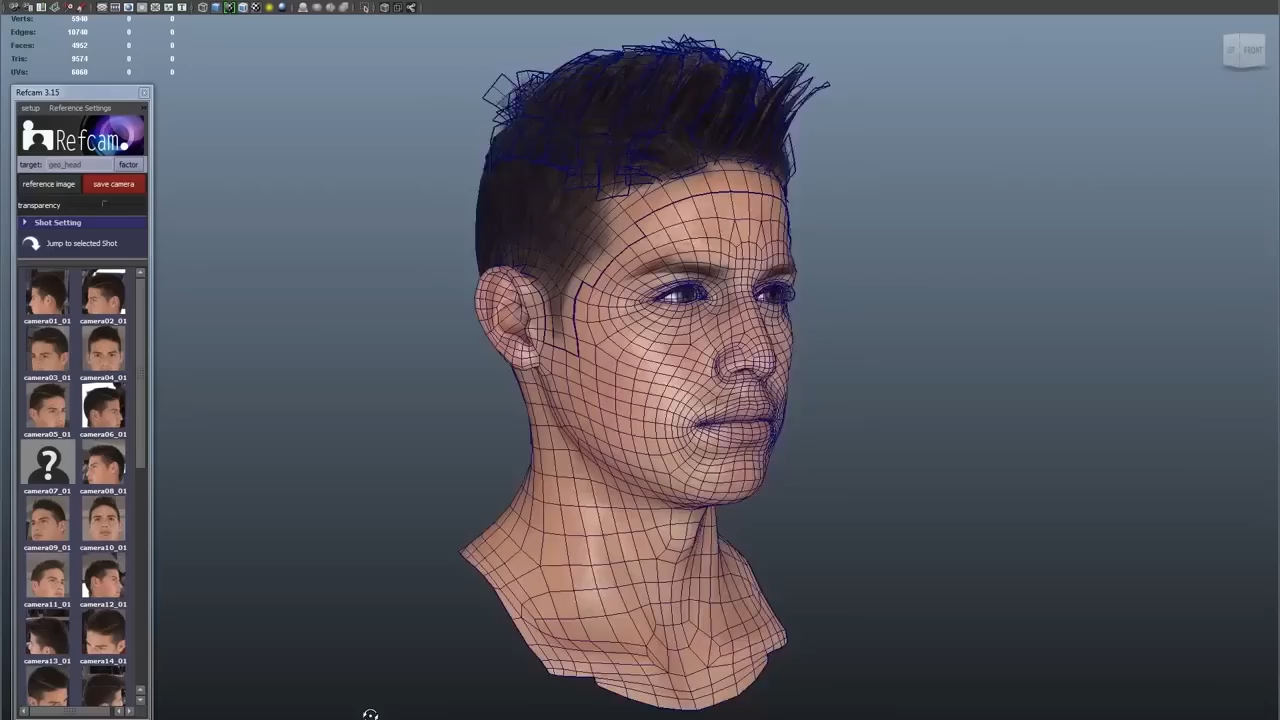 Verts: 5940 0 0
Edges: 10740 0 0
Faces: 4952 0 0
Tris: 9574 0 0
UVs: 6060 0 0
FRONT
Refcam 3.15
setup Reference Settings
Refcam.
target: geo_head factor
reference image save camera
transparency
Shot Setting
Jump to selected Shot
camera01_01 camera02_01
camera03_01 camera04_01
camera05_01 camera06_01
?
camera07_01 camera08_01
camera09_01 camera10_01
camera11_01 camera12_01
camera13_01 camera14_01